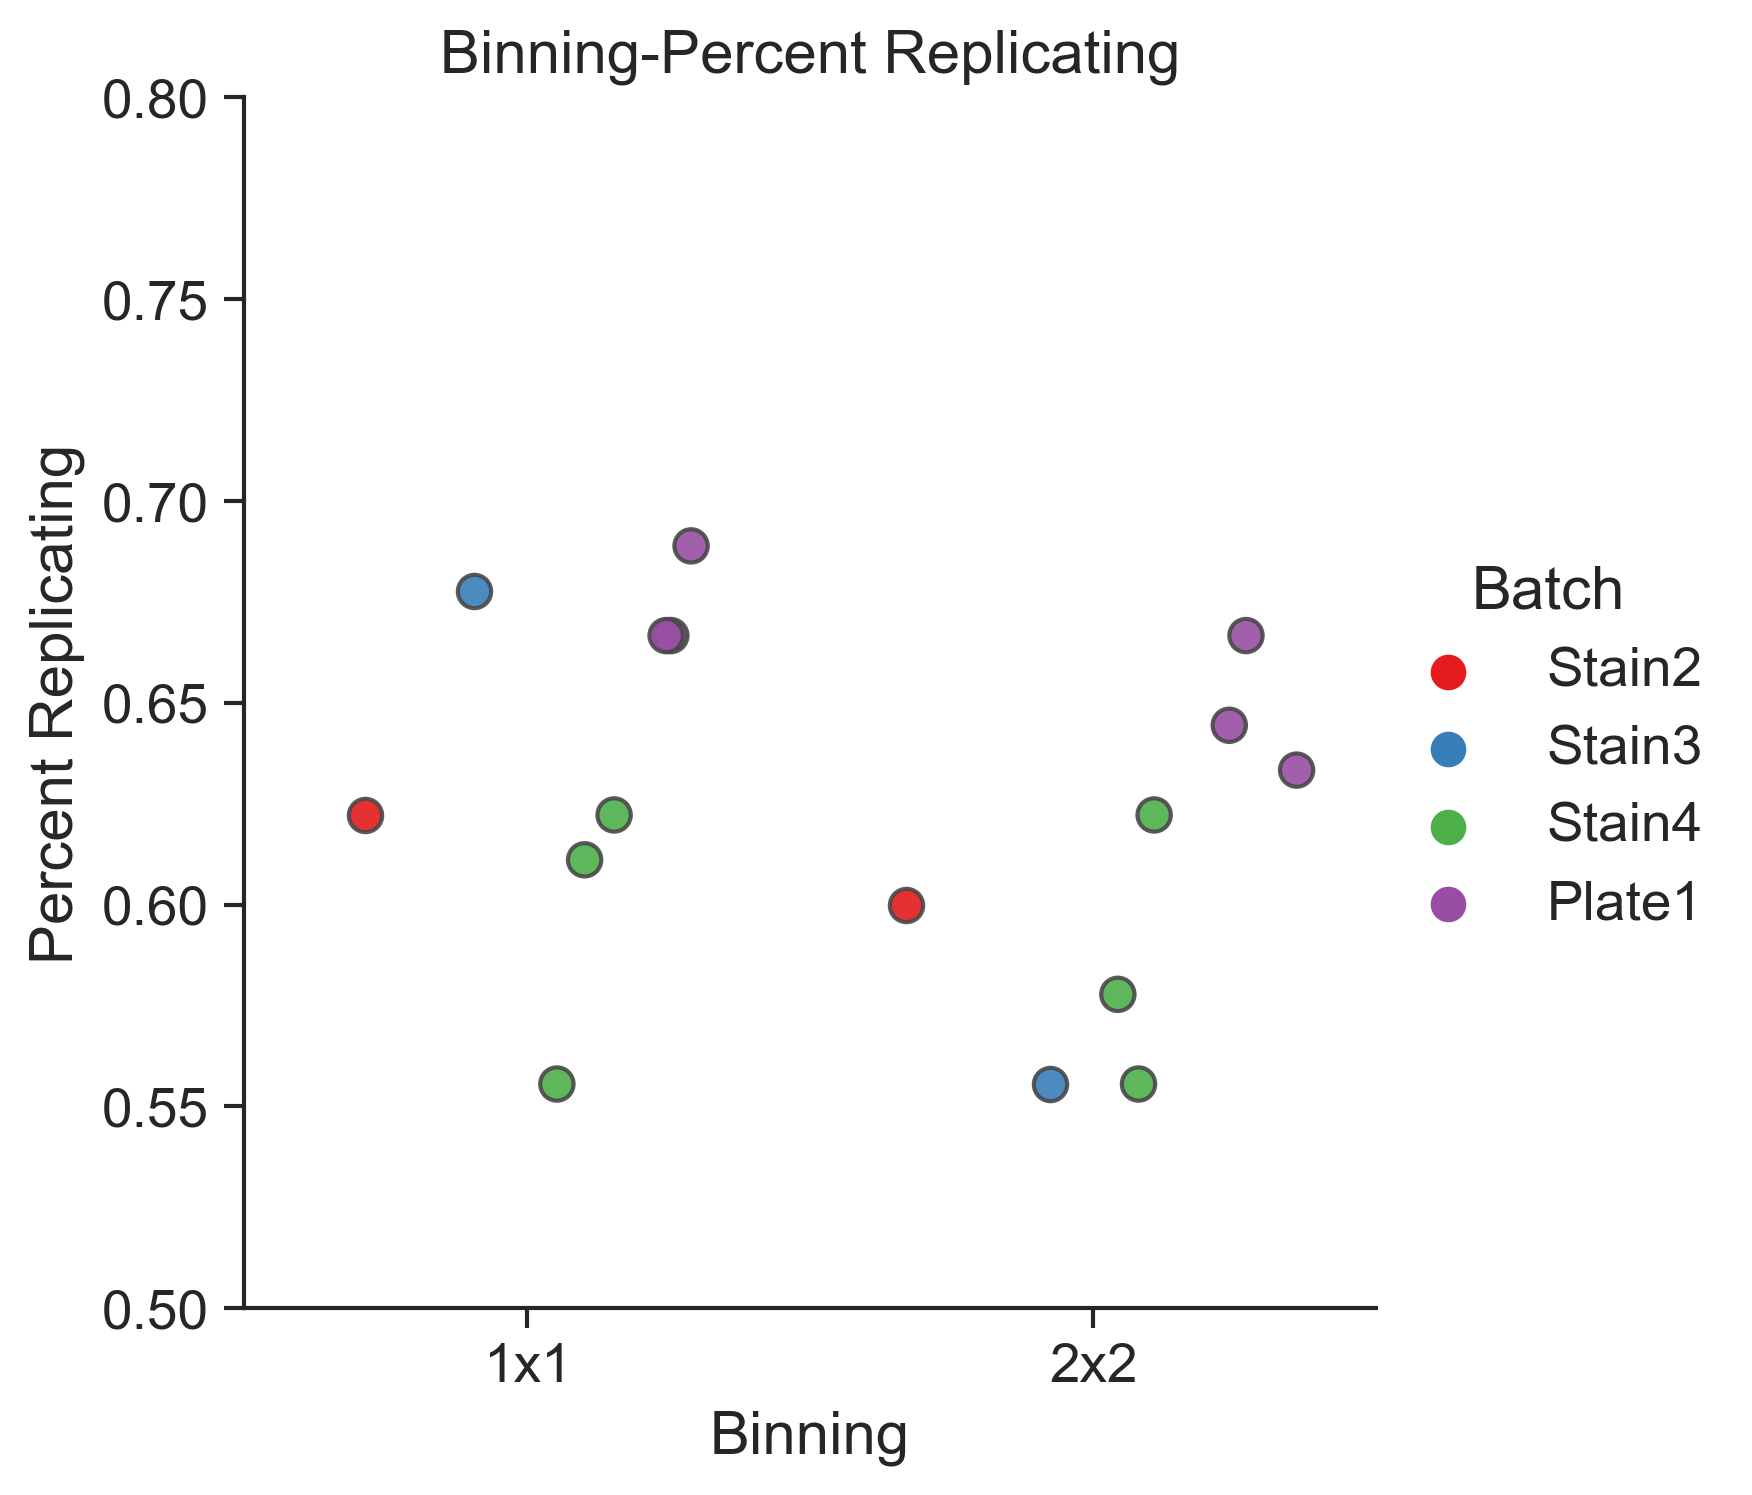 Binning-Percent Replicating
Percent Replicating
0.80
0.75
0.70
0.65
0.60
0.55
0.50
1x1
2x2
Binning
Batch
Stain2
Stain3
Stain4
Plate1